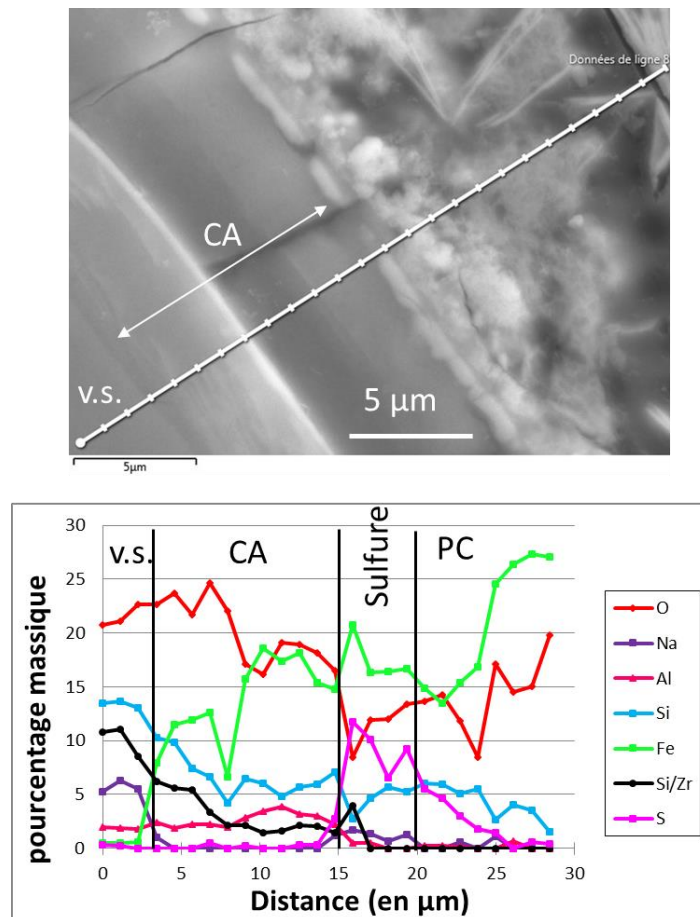 Données de ligne 8
CA
v.s.
5 µm
5µm
30
25
20
15
10
5
0
pourcentage massique
v.s.
CA
Sulfure
PC
0 5 10 15 20 25 30
Distance (en µm)
O
Na
Al
Si
Fe
Si/Zr
S